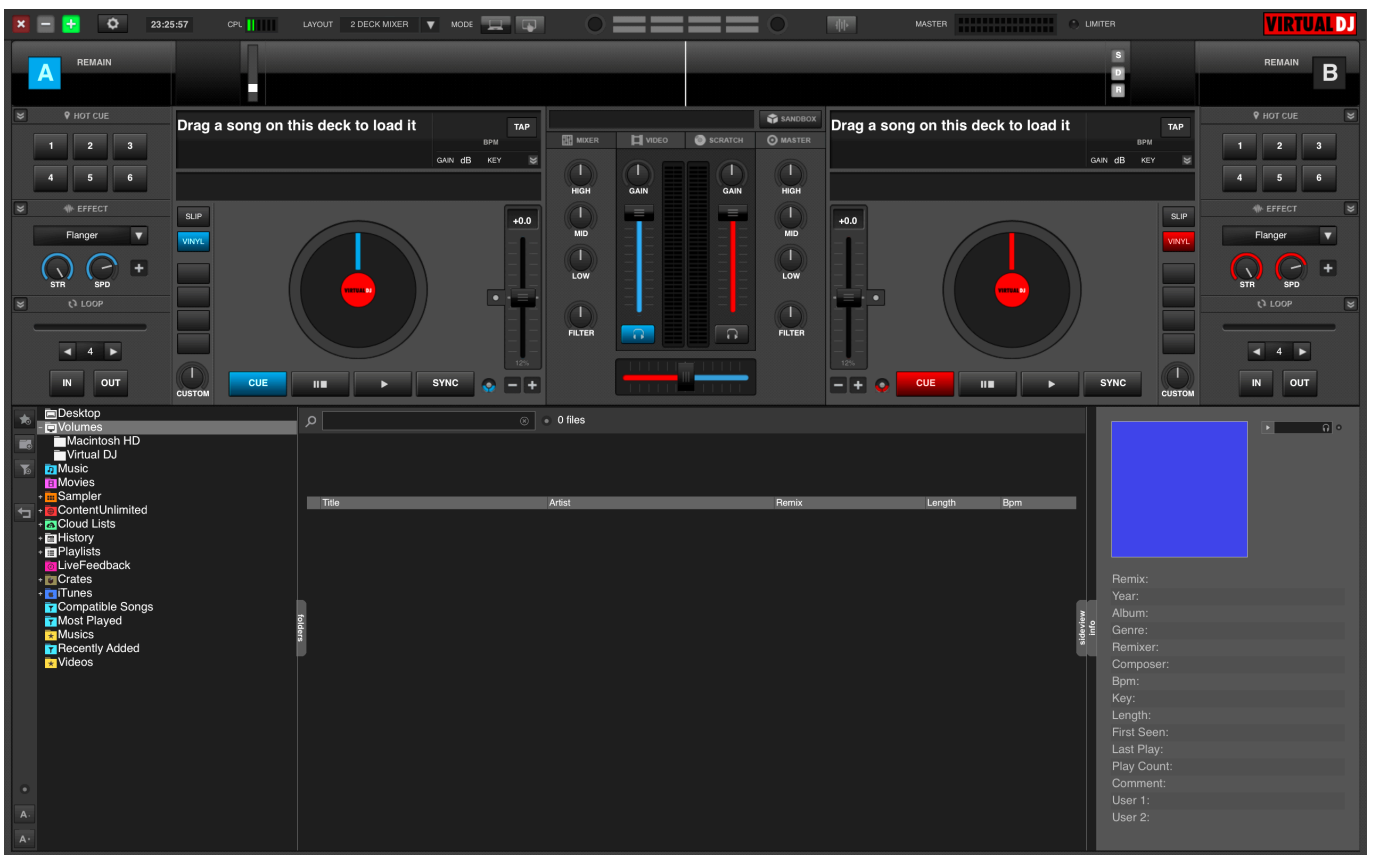 23:25:57 CPU LAYOUT 2 DECK MIXER MODE MASTER LIMITER VIRTUAL DJ
A REMAIN S D R REMAIN B
HOT CUE
1 2 3
4 5 6
EFFECT
Flanger
STR SPD
LOOP
4
IN OUT
Drag a song on this deck to load it TAP
BPM
GAIN dB KEY
SLIP
VINYL
+0.0
VIRTUAL DJ
12%
CUSTOM
CUE SYNC
SANDBOX
MIXER VIDEO SCRATCH MASTER
HIGH GAIN GAIN HIGH
MID MID
LOW LOW
FILTER FILTER
Drag a song on this deck to load it TAP
BPM
GAIN dB KEY
+0.0
SLIP
VINYL
VIRTUAL DJ
12%
CUE SYNC
CUSTOM
HOT CUE
1 2 3
4 5 6
EFFECT
Flanger
STR SPD
LOOP
4
IN OUT
Desktop
Volumes
Macintosh HD
Virtual DJ
Music
Movies
Sampler
ContentUnlimited
Cloud Lists
History
Playlists
LiveFeedback
Crates
iTunes
Compatible Songs
Most Played
Musics
Recently Added
Videos
A-
A+
folders
0 files
Title Artist Remix Length Bpm
sideview
info
Remix:
Year:
Album:
Genre:
Remixer:
Composer:
Bpm:
Key:
Length:
First Seen:
Last Play:
Play Count:
Comment:
User 1:
User 2: